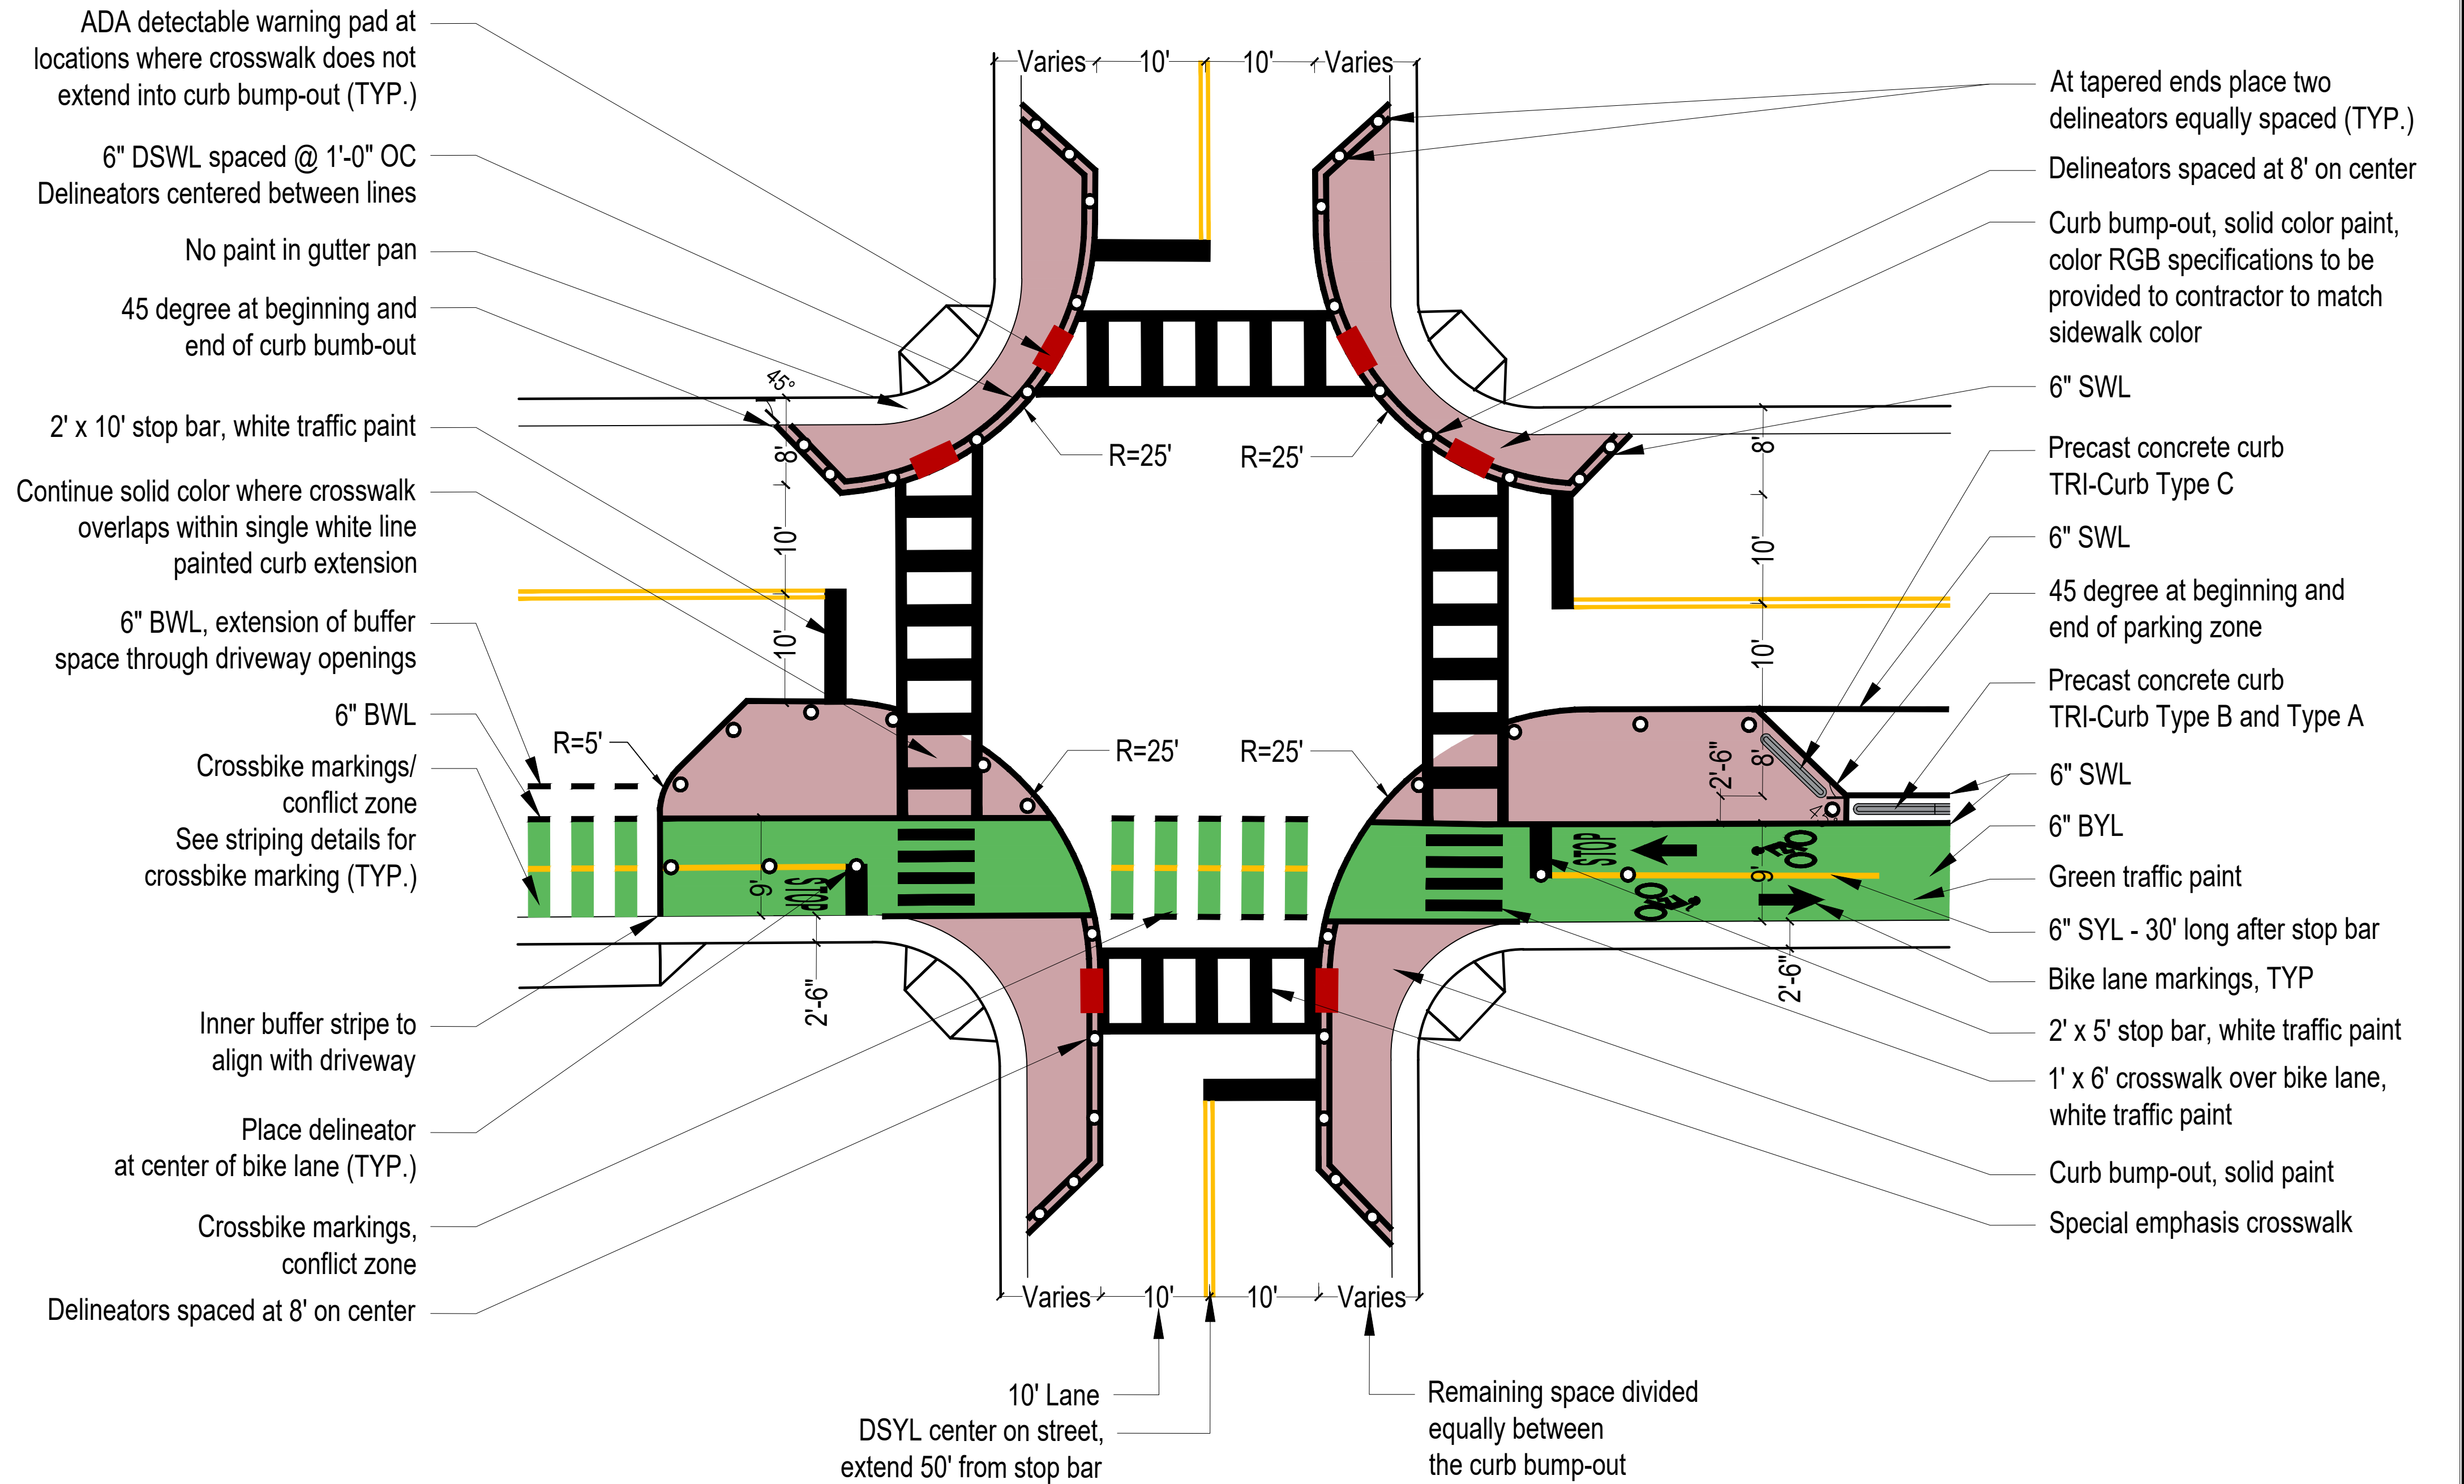 ADA detectable warning pad at
locations where crosswalk does not
extend into curb bump-out (TYP.)
6" DSWL spaced @ 1'-0" OC
Delineators centered between lines
No paint in gutter pan
45 degree at beginning and
end of curb bumb-out
2' x 10' stop bar, white traffic paint
Continue solid color where crosswalk
overlaps within single white line
painted curb extension
6" BWL, extension of buffer
space through driveway openings
6" BWL
Crossbike markings/
conflict zone
See striping details for
crossbike marking (TYP.)
Inner buffer stripe to
align with driveway
Place delineator
at center of bike lane (TYP.)
Crossbike markings,
conflict zone
Delineators spaced at 8' on center
Varies
10'
10'
Varies
45°
8'
10'
10'
R=25'
R=25'
8'
10'
10'
R=5'
R=25'
R=25'
2'-6"
8'
9'
STOP
STOP
9'
2'-6"
2'-6"
Varies
10'
10'
Varies
10' Lane
DSYL center on street,
extend 50' from stop bar
Remaining space divided
equally between
the curb bump-out
At tapered ends place two
delineators equally spaced (TYP.)
Delineators spaced at 8' on center
Curb bump-out, solid color paint,
color RGB specifications to be
provided to contractor to match
sidewalk color
6" SWL
Precast concrete curb
TRI-Curb Type C
6" SWL
45 degree at beginning and
end of parking zone
Precast concrete curb
TRI-Curb Type B and Type A
6" SWL
6" BYL
Green traffic paint
6" SYL - 30' long after stop bar
Bike lane markings, TYP
2' x 5' stop bar, white traffic paint
1' x 6' crosswalk over bike lane,
white traffic paint
Curb bump-out, solid paint
Special emphasis crosswalk